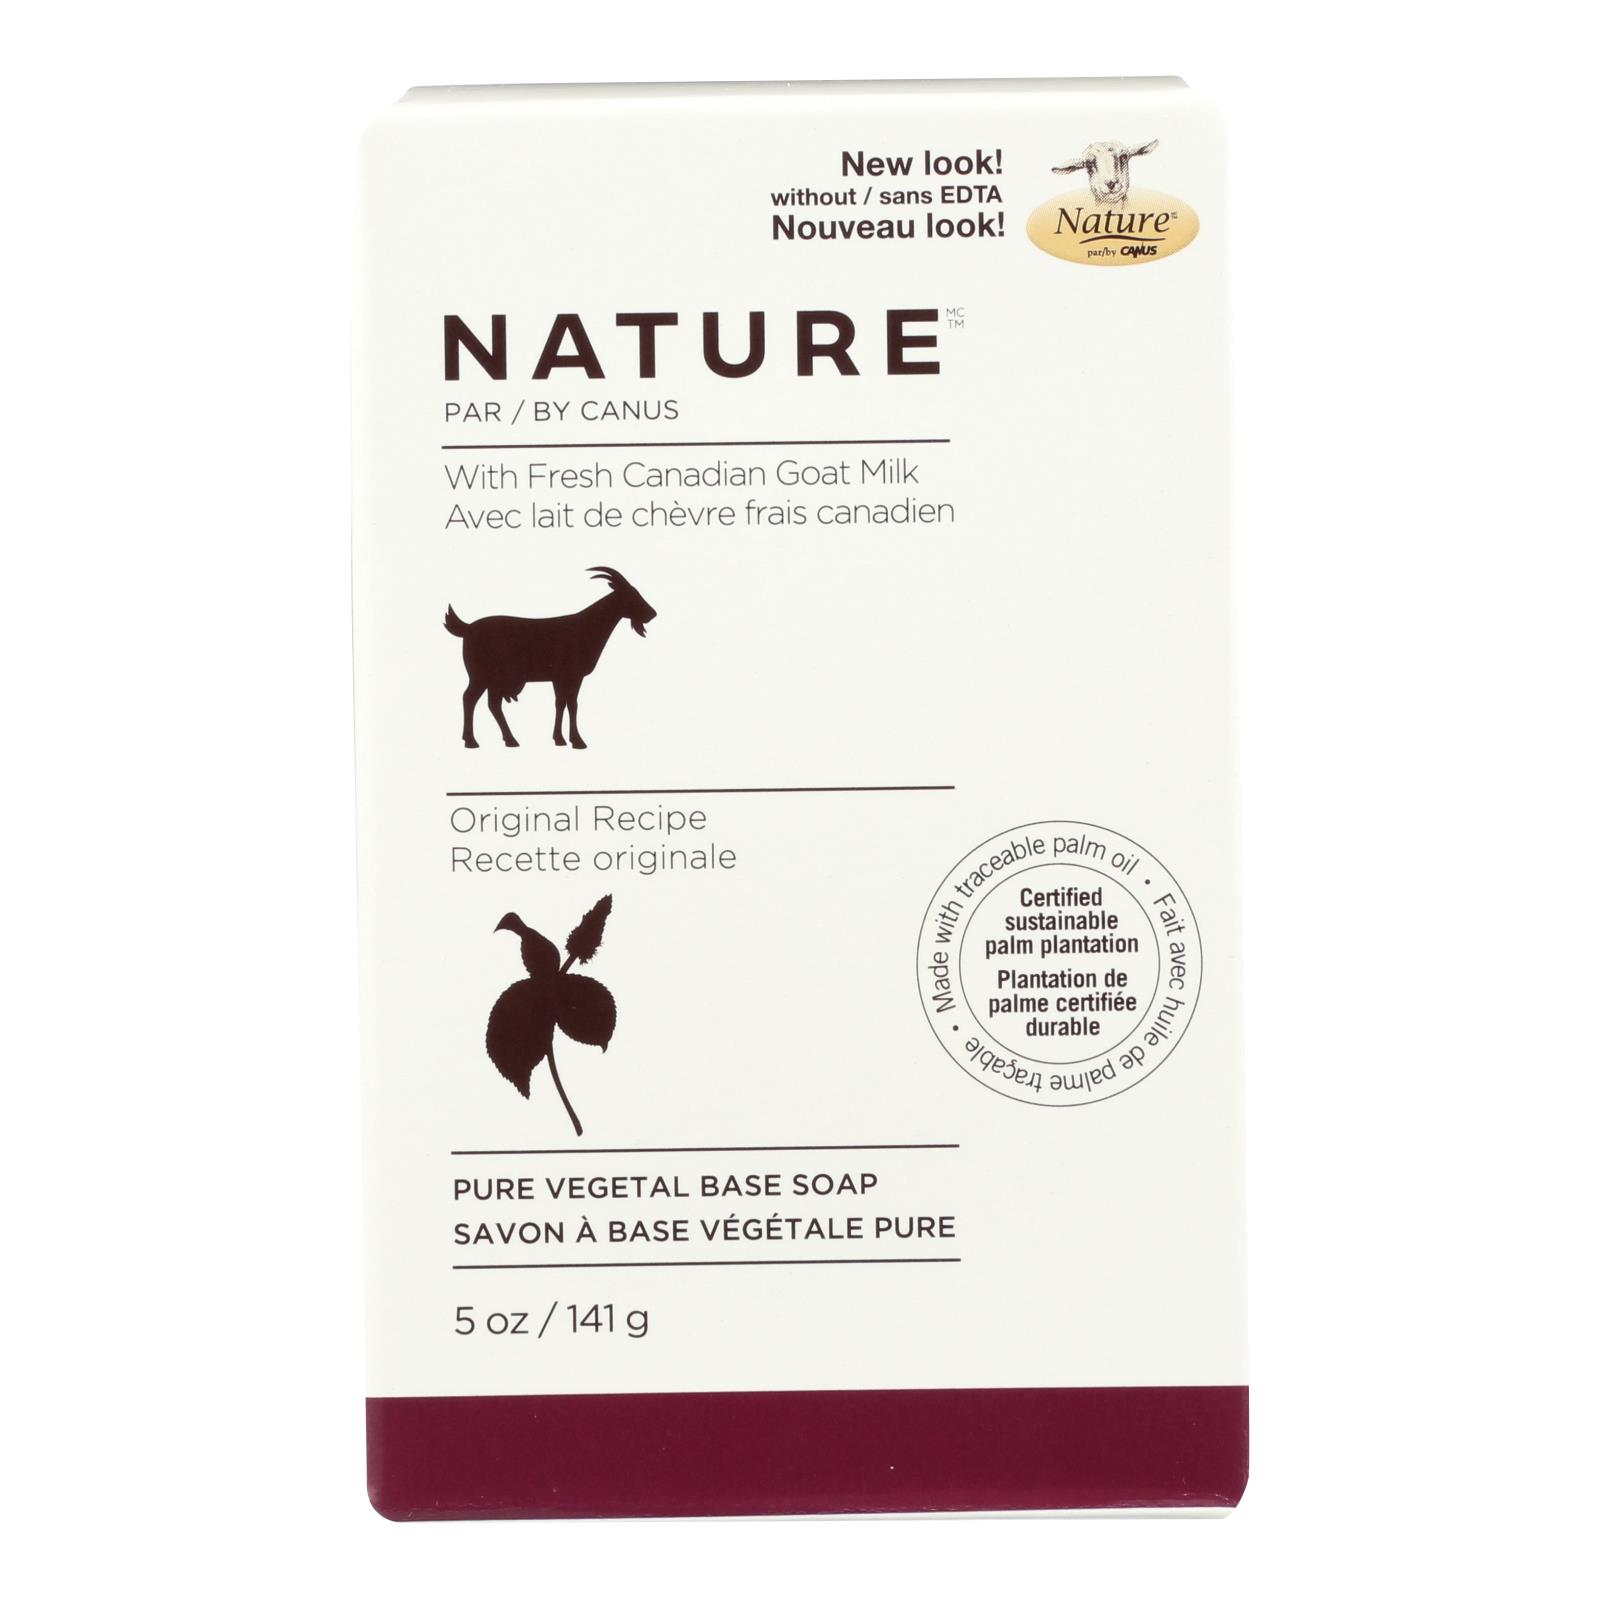 New look!
without / sans EDTA
Nouveau look!
Nature
par/by CANUS
NATURE MC TM
PAR / BY CANUS
With Fresh Canadian Goat Milk
Avec lait de chèvre frais canadien
Original Recipe
Recette originale
Made with traceable palm oil • Fait avec huile de palme traçable •
Certified
sustainable
palm plantation
Plantation de
palme certifiée
durable
PURE VEGETAL BASE SOAP
SAVON À BASE VÉGÉTALE PURE
5 oz / 141 g